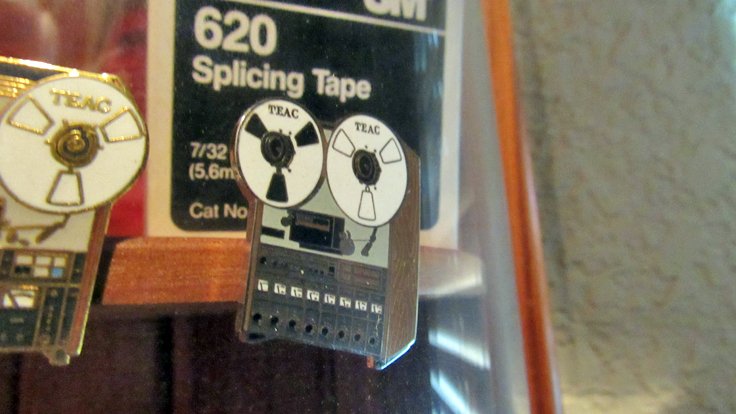 3M
620
Splicing Tape
7/32
(5,6m
Cat No
TEAC
TEAC
TEAC